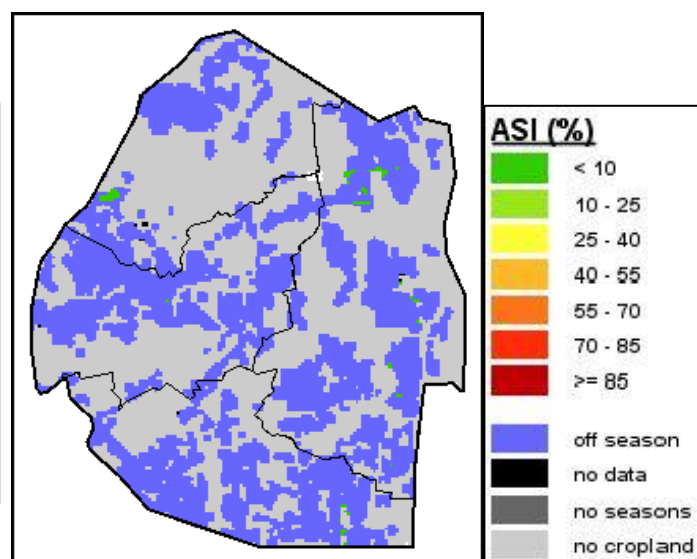 ASI (%)
< 10
10 - 25
25 - 40
40 - 55
55 - 70
70 - 85
>= 85
off season
no data
no seasons
no cropland